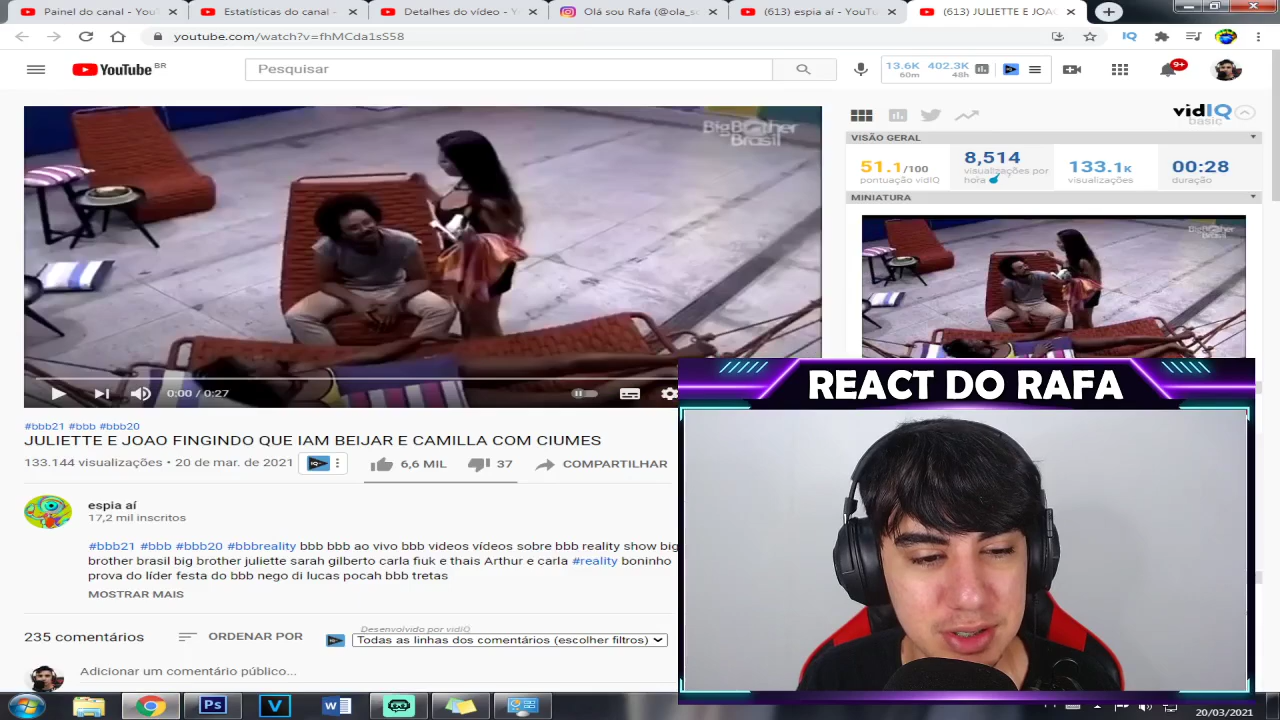 Painel do canal - YouT
Estatísticas do canal -
Detalhes do
Olá sou Rafa (@ola_so
(613) espia aí - YouTu
(613) JULIETTE E JOAO
youtube.com/watch?v=fhMCda1sS58
YouTube BR
Pesquisar
13.6K 402.3K
60m 48h
9+
Big Brother
Brasil
vidIQ
basic
VISÃO GERAL
51.1/100
pontuação vidIQ
8,514
visualizações por
hora
133.1K
visualizações
00:28
duração
MINIATURA
Big Brother
Brasil
0:00 / 0:27
REACT DO RAFA
#bbb21 #bbb #bbb20
JULIETTE E JOAO FINGINDO QUE IAM BEIJAR E CAMILLA COM CIUMES
133.144 visualizações • 20 de mar. de 2021
6,6 MIL
37
COMPARTILHAR
espia aí
17,2 mil inscritos
#bbb21 #bbb #bbb20 #bbbreality bbb bbb ao vivo bbb videos vídeos sobre bbb reality show big
brother brasil big brother juliette sarah gilberto carla fiuk e thais Arthur e carla #reality boninho
prova do líder festa do bbb nego di lucas pocah bbb tretas
MOSTRAR MAIS
235 comentários
ORDENAR POR
Desenvolvido por vidIQ
Todas as linhas dos comentários (escolher filtros)
Adicionar um comentário público...
Ps
V
W
20/03/2021